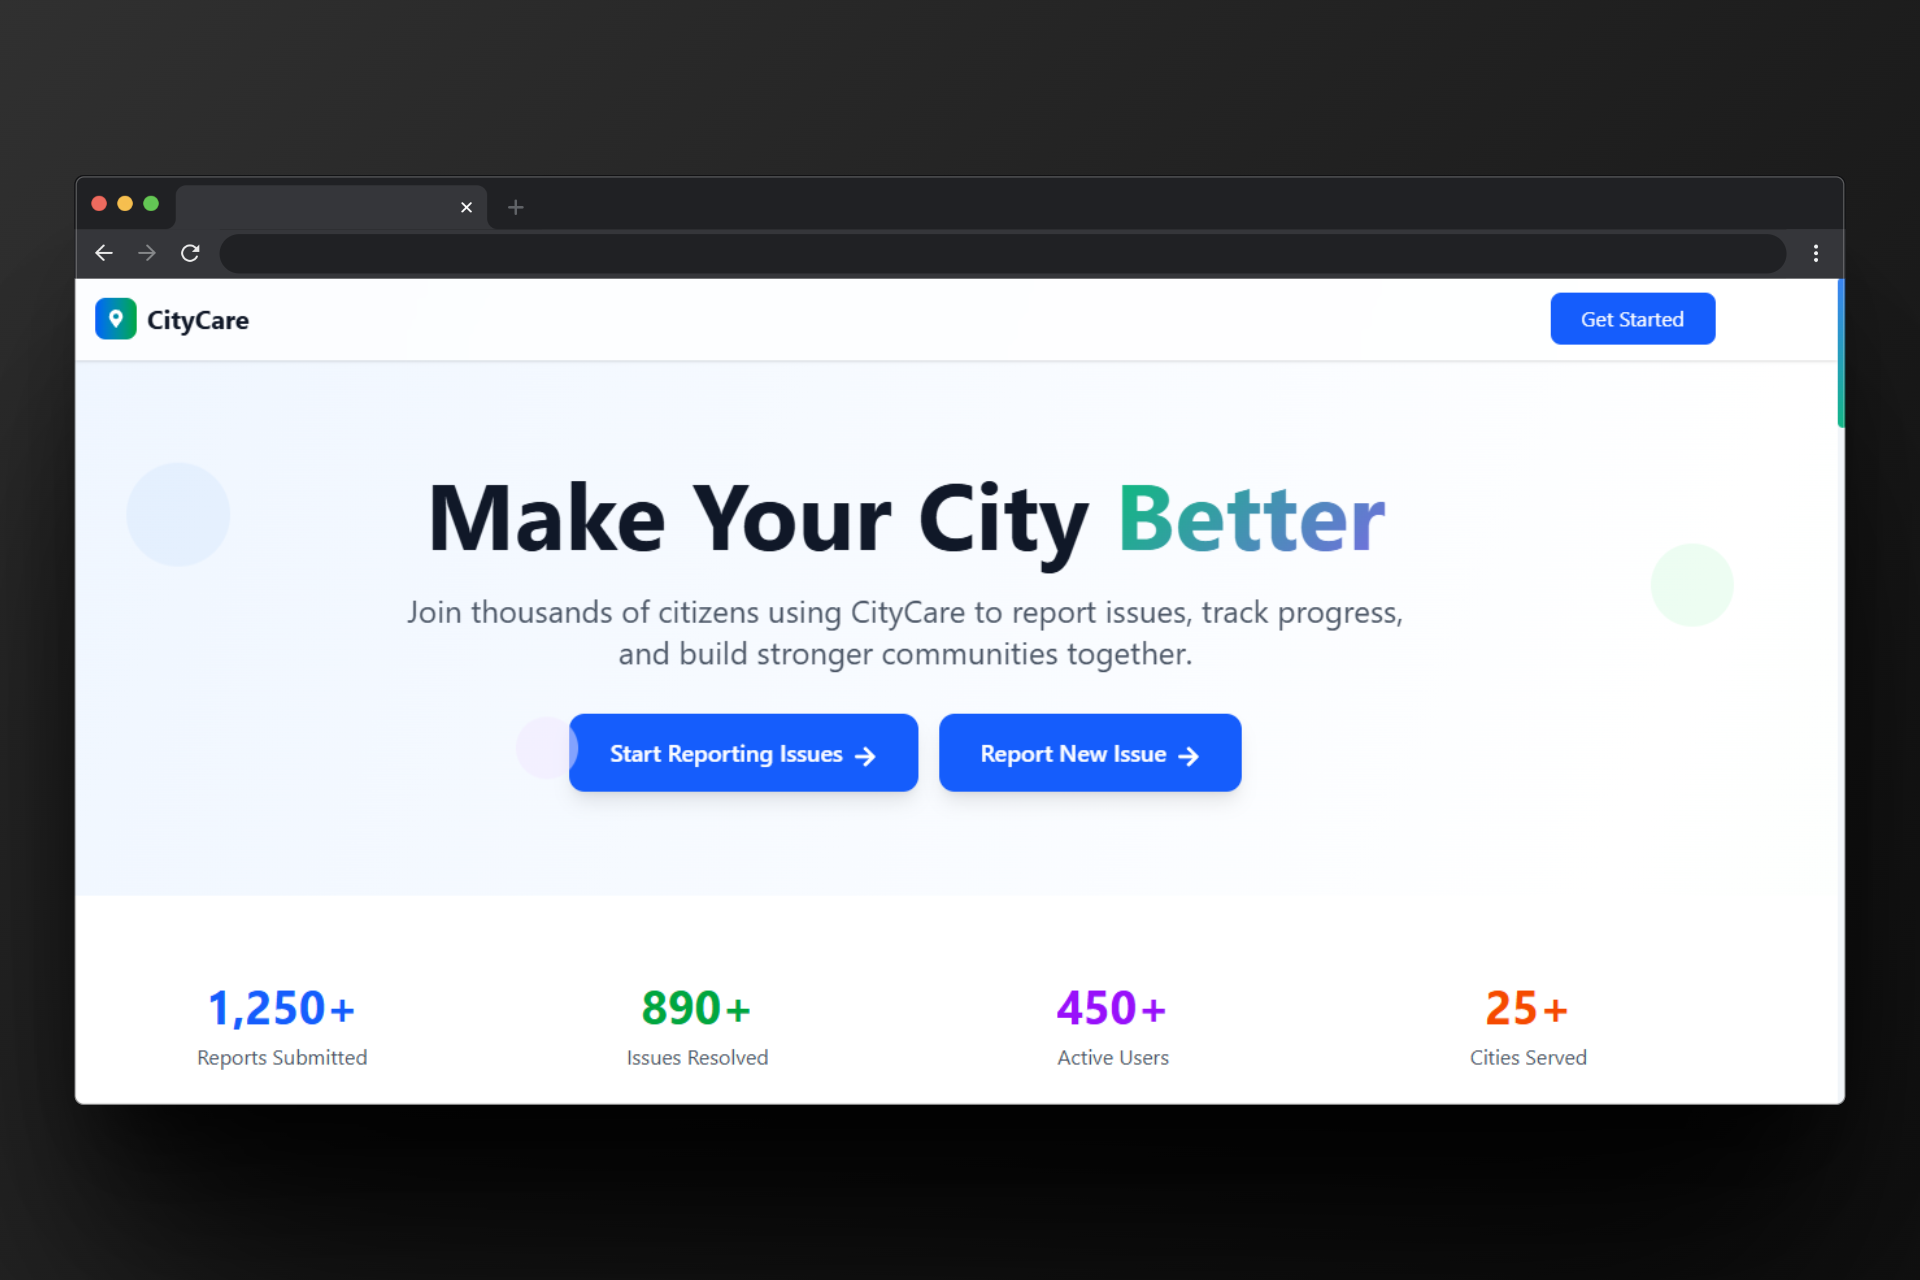 CityCare
Get Started
Make Your City Better
Join thousands of citizens using CityCare to report issues, track progress,
and build stronger communities together.
Start Reporting Issues →
Report New Issue →
1,250+
Reports Submitted
890+
Issues Resolved
450+
Active Users
25+
Cities Served